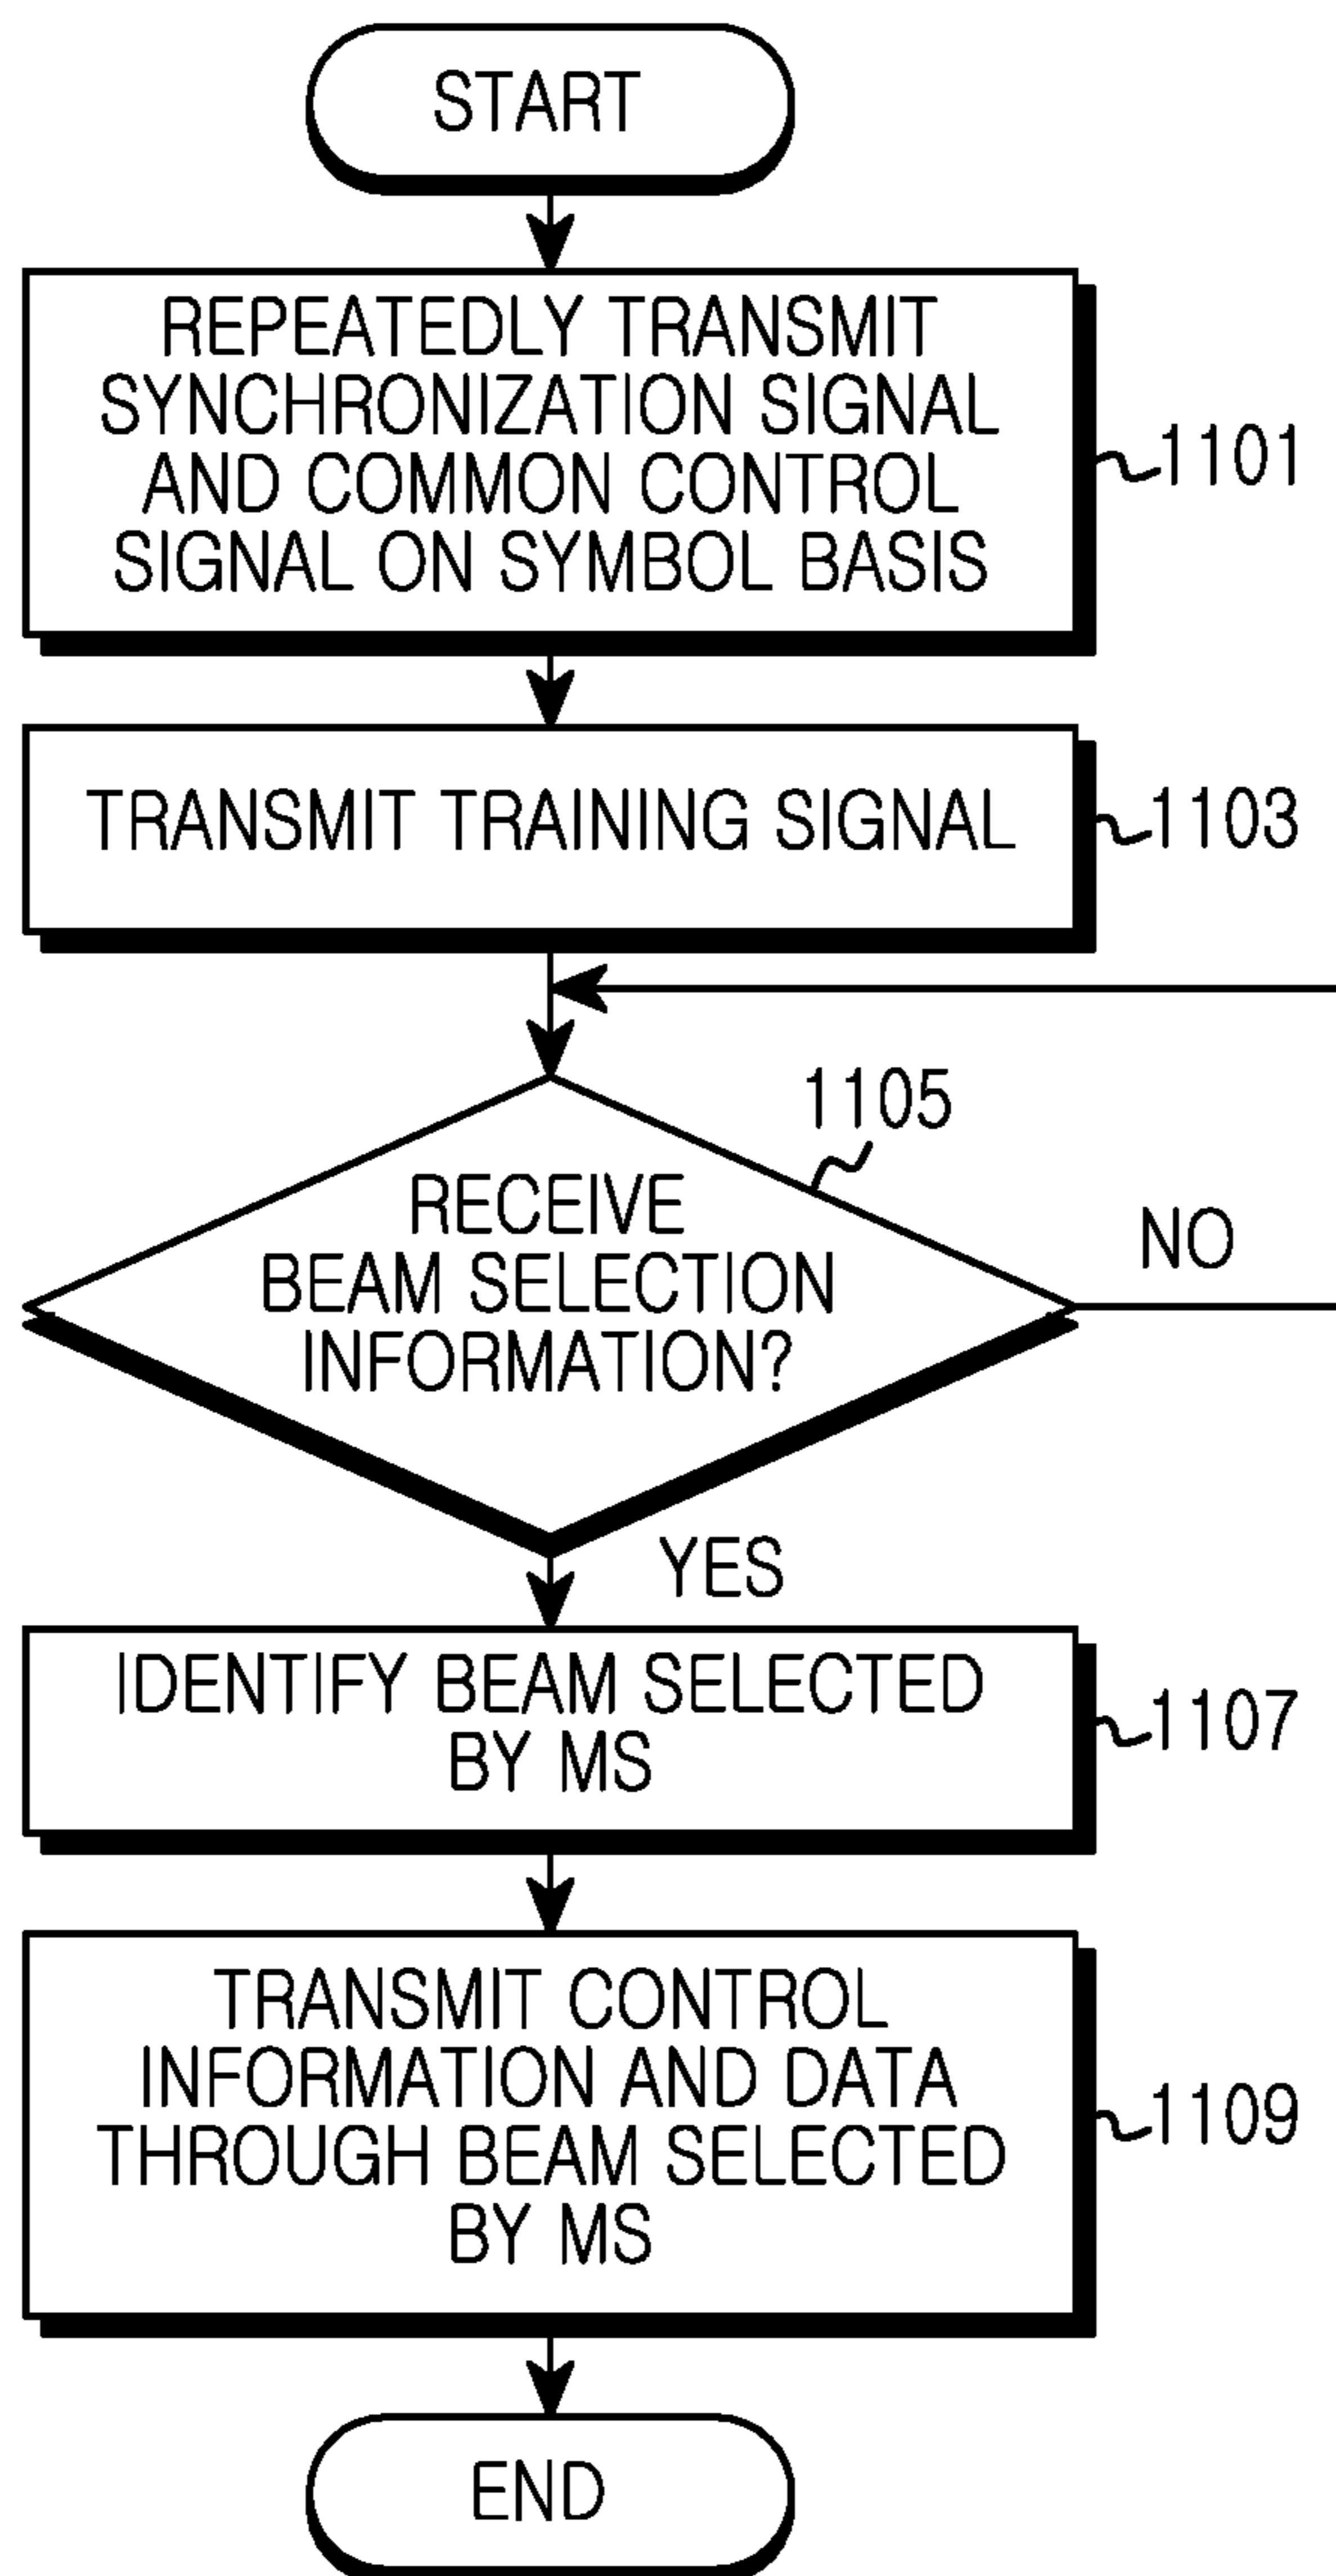 START
REPEATEDLY TRANSMIT
SYNCHRONIZATION SIGNAL
AND COMMON CONTROL
SIGNAL ON SYMBOL BASIS
1101
TRANSMIT TRAINING SIGNAL
1103
1105
RECEIVE
BEAM SELECTION
INFORMATION?
NO
YES
IDENTIFY BEAM SELECTED
BY MS
1107
TRANSMIT CONTROL
INFORMATION AND DATA
THROUGH BEAM SELECTED
BY MS
1109
END